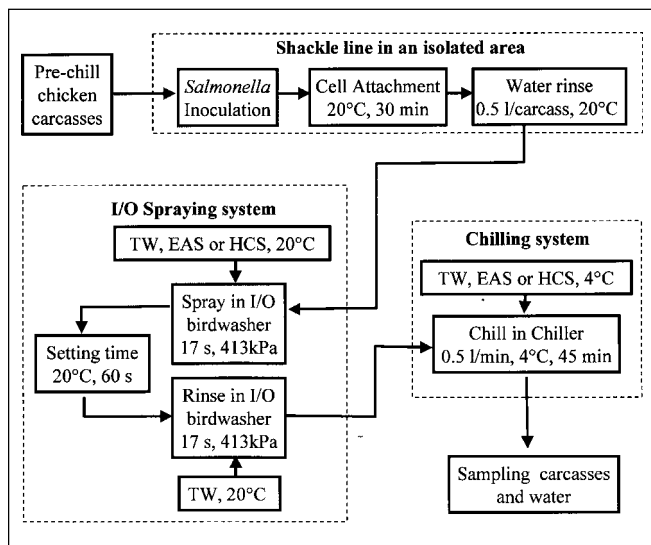 Shackle line in an isolated area
Pre-chill
chicken
carcasses
Salmonella
Inoculation
Cell Attachment
20°C, 30 min
Water rinse
0.5 l/carcass, 20°C
I/O Spraying system
TW, EAS or HCS, 20°C
Spray in I/O
birdwasher
17 s, 413kPa
Setting time
20°C, 60 s
Rinse in I/O
birdwasher
17 s, 413kPa
TW, 20°C
Chilling system
TW, EAS or HCS, 4°C
Chill in Chiller
0.5 l/min, 4°C, 45 min
Sampling carcasses
and water